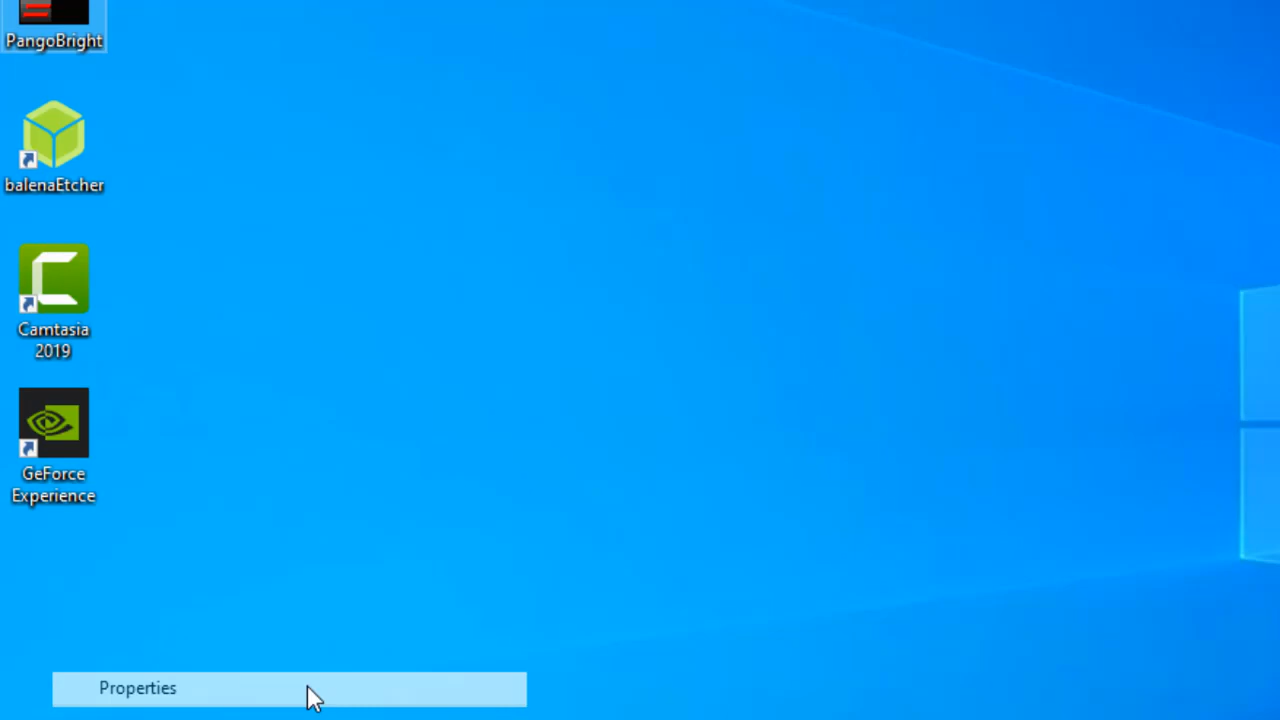 PangoBright
balenaEtcher
Camtasia
2019
GeForce
Experience
Properties